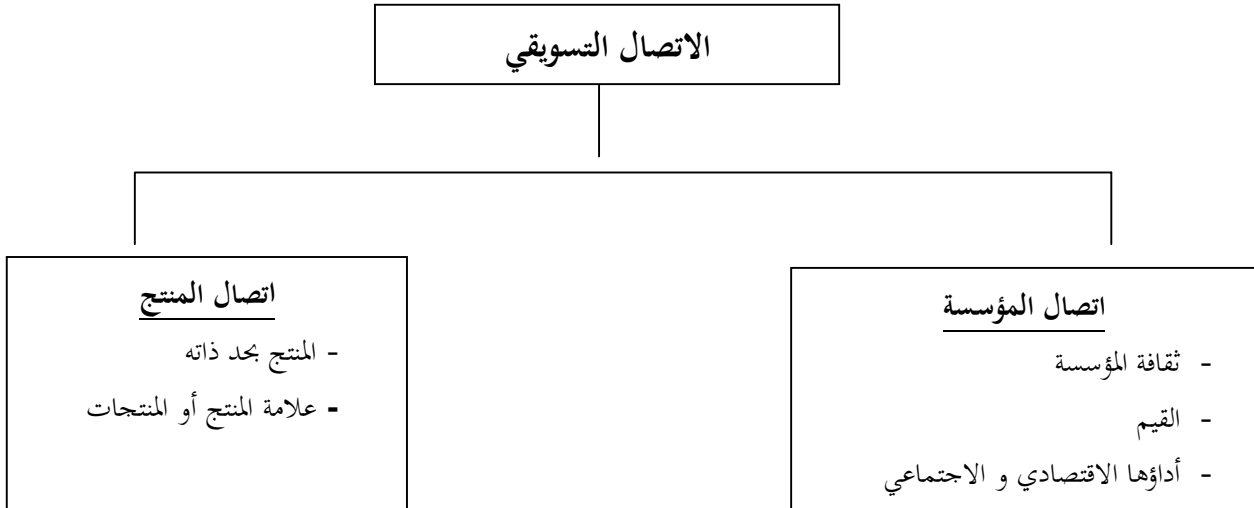 الاتصال التسويقي
اتصال المؤسسة
- ثقافة المؤسسة
- القيم
- أداؤها الاقتصادي و الاجتماعي
اتصال المنتج
- المنتج بحد ذاته
- علامة المنتج أو المنتجات